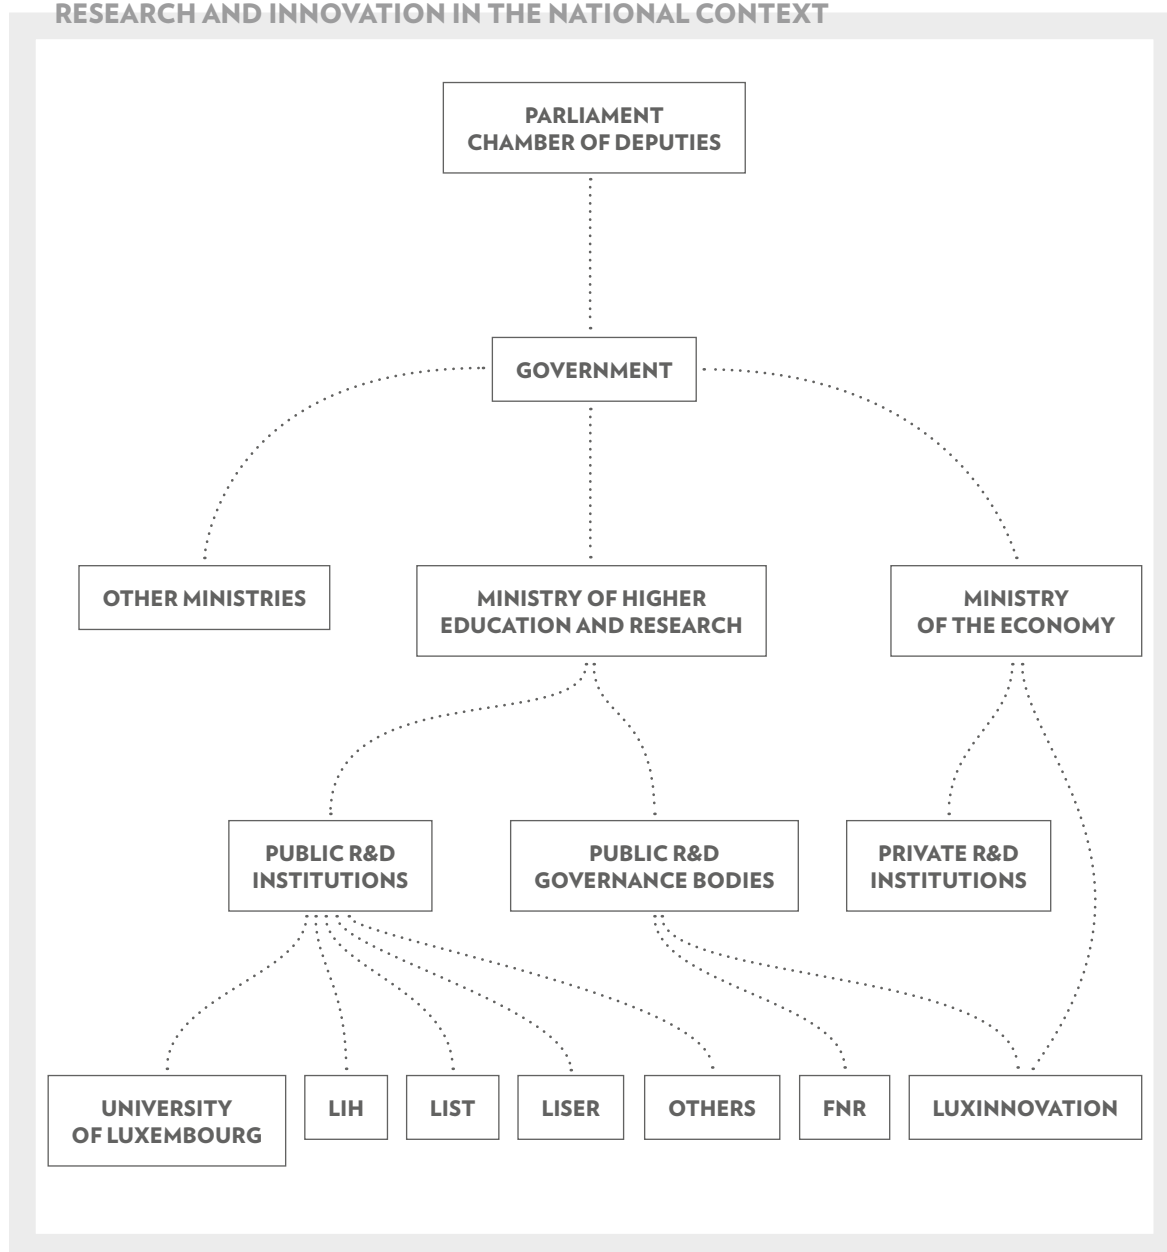 RESEARCH AND INNOVATION IN THE NATIONAL CONTEXT
PARLIAMENT
CHAMBER OF DEPUTIES
GOVERNMENT
OTHER MINISTRIES
MINISTRY OF HIGHER
EDUCATION AND RESEARCH
MINISTRY
OF THE ECONOMY
PUBLIC R&D
INSTITUTIONS
PUBLIC R&D
GOVERNANCE BODIES
PRIVATE R&D
INSTITUTIONS
UNIVERSITY
OF LUXEMBOURG
LIH
LIST
LISER
OTHERS
FNR
LUXINNOVATION